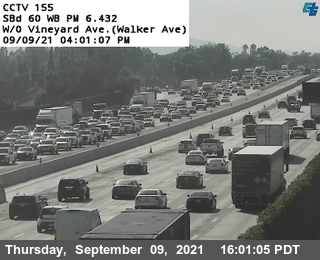 CCTV 155
SBd 60 WB PM 6.432
W/O Vineyard Ave.(Walker Ave)
09/09/21 04:01:07 PM
Thursday, September 09, 2021 16:01:05 PDT